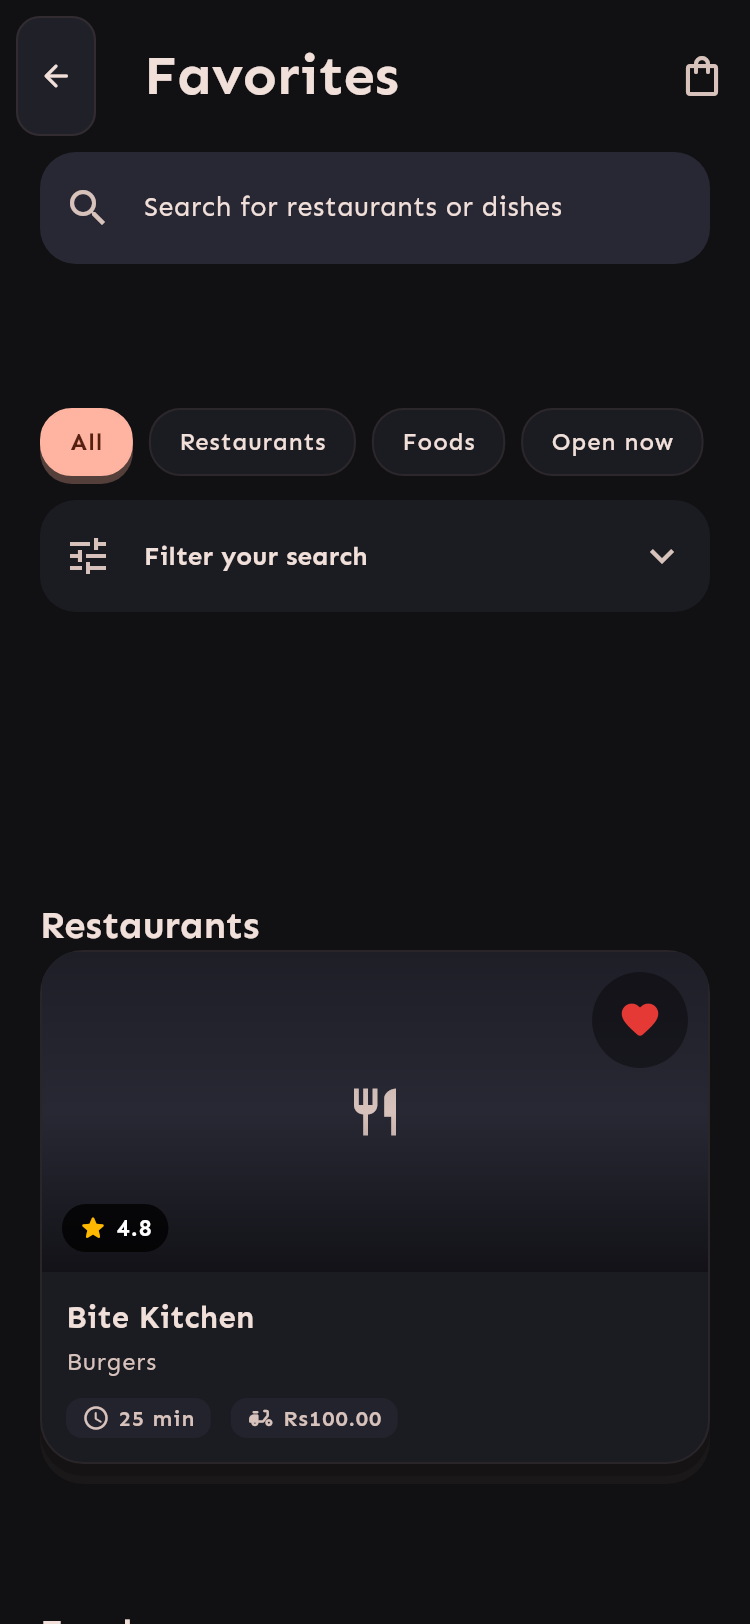 Favorites
Search for restaurants or dishes
All
Restaurants
Foods
Open now
Filter your search
Restaurants
4.8
Bite Kitchen
Burgers
25 min
Rs100.00